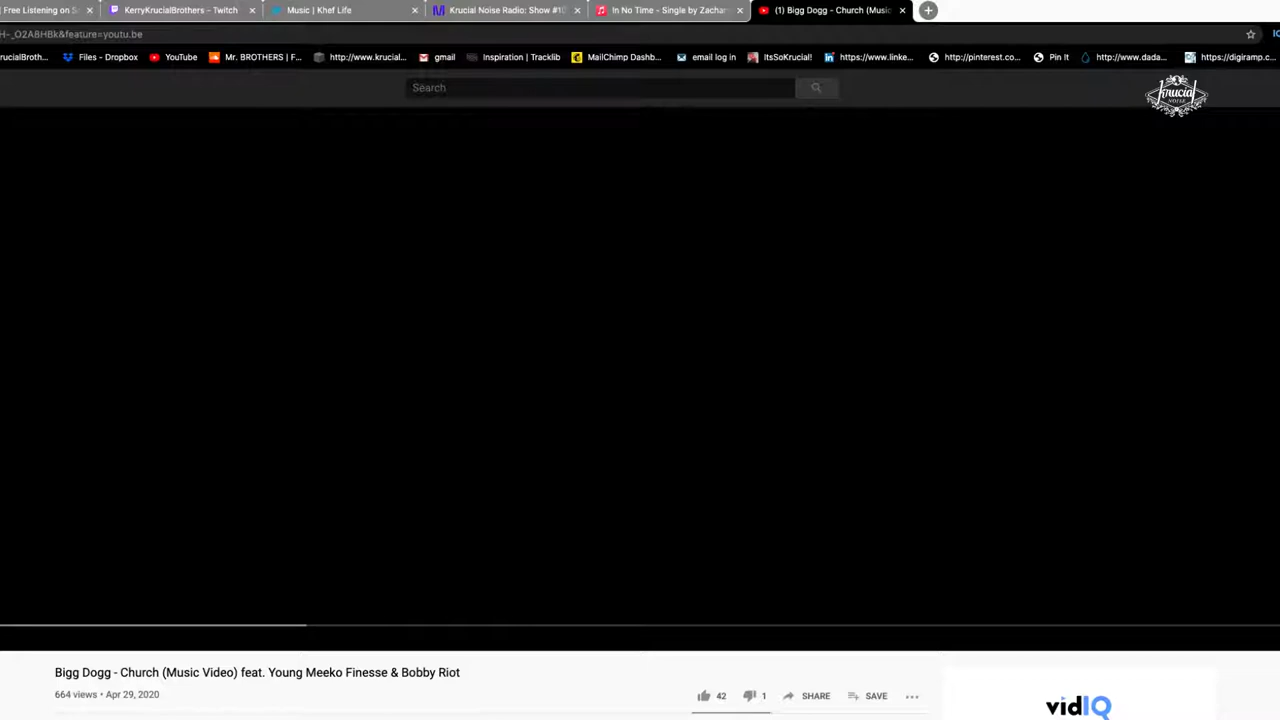 Free Listening on S
KerryKrucialBrothers - Twitch
Music | Khef Life
Krucial Noise Radio: Show #10
In No Time - Single by Zachar
(1) Bigg Dogg - Church (Music
H-_O2A8HBk&feature=youtu.be
rucialBroth...
Files - Dropbox
YouTube
Mr. BROTHERS | F...
http://www.krucial...
gmail
Inspiration | Tracklib
MailChimp Dashb...
email log in
ItsSoKrucial!
https://www.linke...
http://pinterest.co...
Pin It
http://www.dada...
https://digiramp.c...
Search
Krucial
NOISE
Bigg Dogg - Church (Music Video) feat. Young Meeko Finesse & Bobby Riot
664 views • Apr 29, 2020
42
1
SHARE
SAVE
vidIQ